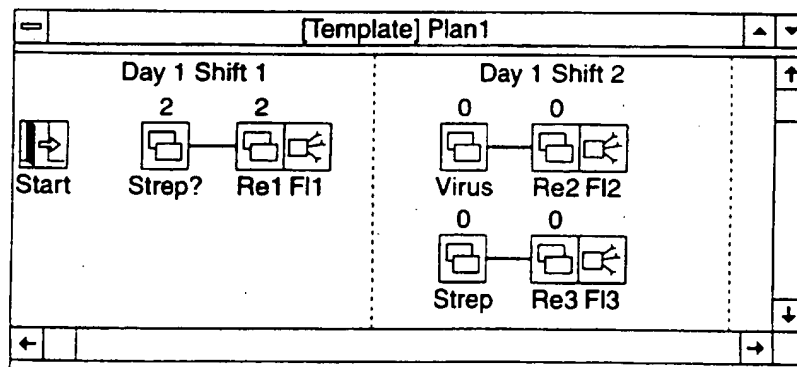 [Template] Plan1
Day 1 Shift 1 Day 1 Shift 2
2 2 0 0
Start Strep? Re1 Fl1 Virus Re2 Fl2
0 0
Strep Re3 Fl3